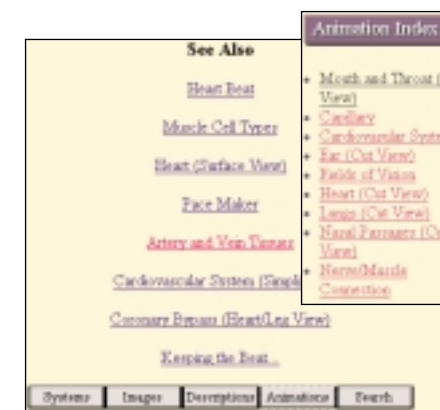 See Also
Heart Beat
Muscle Cell Types
Heart (Surface View)
Pace Maker
Artery and Vein Tissues
Cardiovascular System (Simpl
Coronary Bypass (Heart/Leg View)
Keeping the Beat...
Systems Images Descriptions Animations Search
Animation Index
Mouth and Throat (
View)
Capillary
Cardiovascular Syste
Ear (Cut View)
Fields of Vision
Heart (Cut View)
Lungs (Cut View)
Nasal Passages (Cu
View)
Nerve/Muscle
Connection